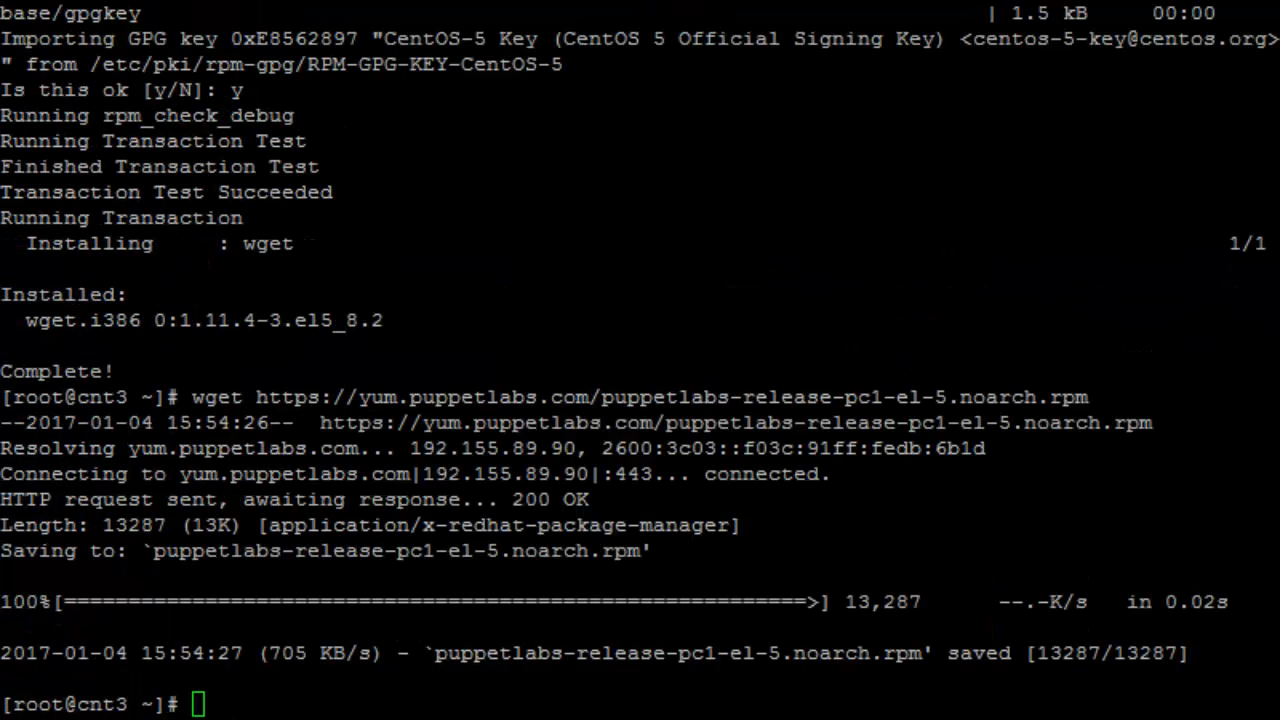 base/gpgkey | 1.5 kB 00:00
Importing GPG key 0xE8562897 "CentOS-5 Key (CentOS 5 Official Signing Key) <centos-5-key@centos.org>
" from /etc/pki/rpm-gpg/RPM-GPG-KEY-CentOS-5
Is this ok [y/N]: y
Running rpm_check_debug
Running Transaction Test
Finished Transaction Test
Transaction Test Succeeded
Running Transaction
  Installing     : wget 1/1
Installed:
  wget.i386 0:1.11.4-3.el5_8.2
Complete!
[root@cnt3 ~]# wget https://yum.puppetlabs.com/puppetlabs-release-pc1-el-5.noarch.rpm
--2017-01-04 15:54:26--  https://yum.puppetlabs.com/puppetlabs-release-pc1-el-5.noarch.rpm
Resolving yum.puppetlabs.com... 192.155.89.90, 2600:3c03::f03c:91ff:fedb:6b1d
Connecting to yum.puppetlabs.com|192.155.89.90|:443... connected.
HTTP request sent, awaiting response... 200 OK
Length: 13287 (13K) [application/x-redhat-package-manager]
Saving to: `puppetlabs-release-pc1-el-5.noarch.rpm'
100%[==========================================================>] 13,287      --.-K/s   in 0.02s
2017-01-04 15:54:27 (705 KB/s) - `puppetlabs-release-pc1-el-5.noarch.rpm' saved [13287/13287]
[root@cnt3 ~]#